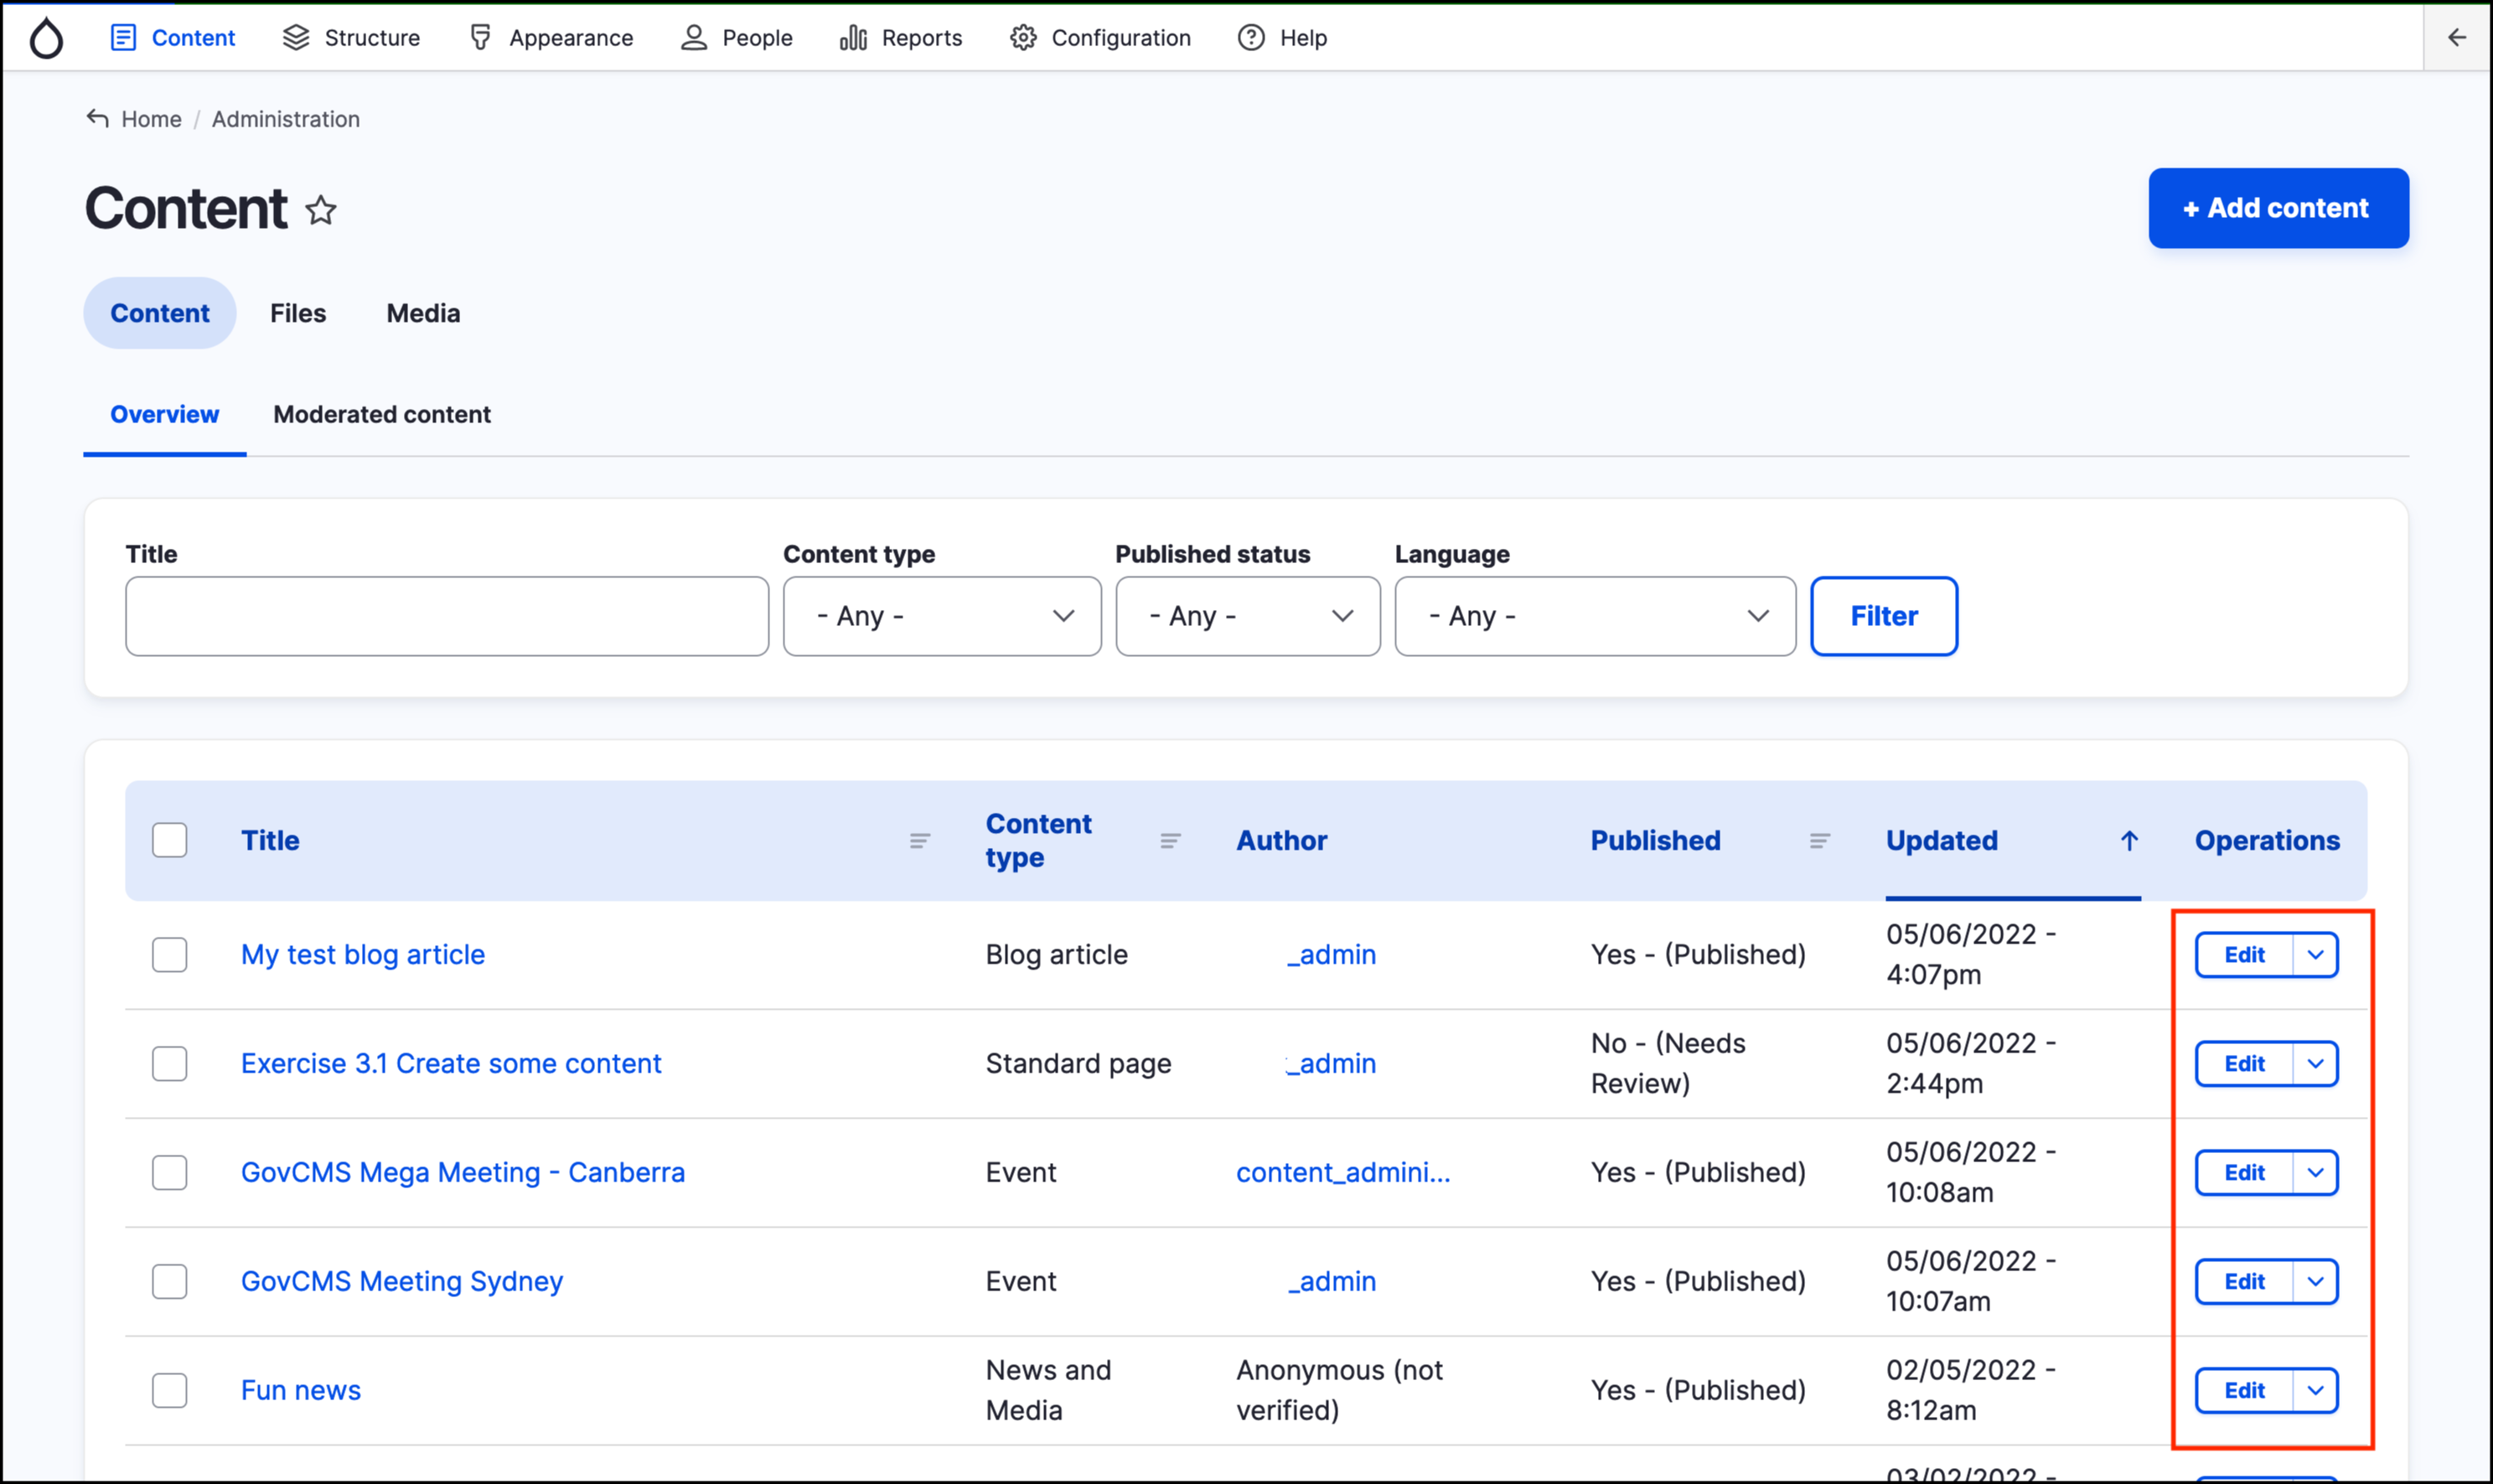 Content Structure Appearance People Reports Configuration Help
Home / Administration
Content
+ Add content
Content Files Media
Overview Moderated content
Title Content type Published status Language
- Any - - Any - - Any - Filter
Title Content type Author Published Updated Operations
My test blog article Blog article _admin Yes - (Published) 05/06/2022 - 4:07pm Edit
Exercise 3.1 Create some content Standard page _admin No - (Needs Review) 05/06/2022 - 2:44pm Edit
GovCMS Mega Meeting - Canberra Event content_admini... Yes - (Published) 05/06/2022 - 10:08am Edit
GovCMS Meeting Sydney Event _admin Yes - (Published) 05/06/2022 - 10:07am Edit
Fun news News and Media Anonymous (not verified) Yes - (Published) 02/05/2022 - 8:12am Edit
03/02/2022 -